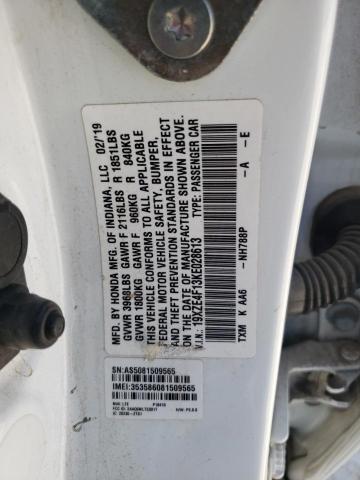 MFD. BY HONDA MFG. OF INDIANA, LLC 02/'19
GVWR 3968LBS GAWR F 2116LBS R 1851LBS
GVWR 1800KG GAWR F 960KG R 840KG
THIS VEHICLE CONFORMS TO ALL APPLICABLE
FEDERAL MOTOR VEHICLE SAFETY, BUMPER,
AND THEFT PREVENTION STANDARDS IN EFFECT
ON THE DATE OF MANUFACTURE SHOWN ABOVE.
V.I.N.: 19XZE4F13KE028613 TYPE: PASSENGER CAR
TXM K AA6 -NH788P -A -E
SN:AS5081509565
IMEI:353586081509565